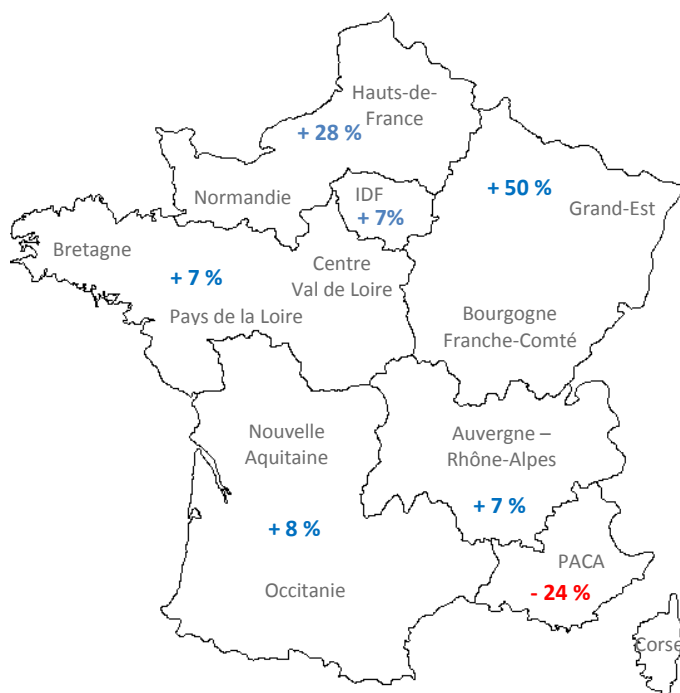 Hauts-de-
France
+ 28 %
Normandie
IDF
+ 7%
+ 50 %
Grand-Est
Bretagne
+ 7 %
Pays de la Loire
Centre
Val de Loire
Bourgogne
Franche-Comté
Nouvelle
Aquitaine
+ 8 %
Occitanie
Auvergne –
Rhône-Alpes
+ 7 %
PACA
- 24 %
Corse